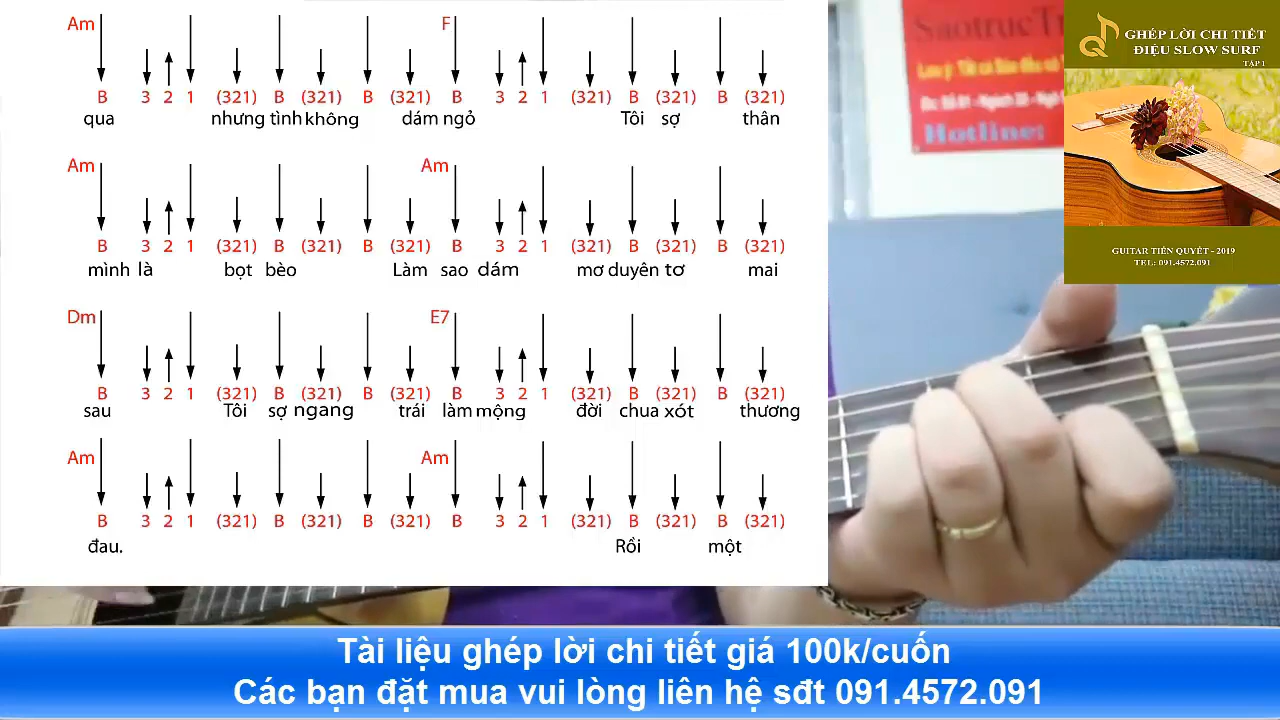 Am F
B 3 2 1 (321) B (321) B (321) B 3 2 1 (321) B (321) B (321)
qua nhưng tình không dám ngỏ Tôi sợ thân
Am Am
B 3 2 1 (321) B (321) B (321) B 3 2 1 (321) B (321) B (321)
mình là bọt bèo Làm sao dám mơ duyên tơ mai
Dm E7
B 3 2 1 (321) B (321) B (321) B 3 2 1 (321) B (321) B (321)
sau Tôi sợ ngang trái làm mộng đời chua xót thương
Am Am
B 3 2 1 (321) B (321) B (321) B 3 2 1 (321) B (321) B (321)
đau. Rồi một
SaotrucTr
Hotline:
GHÉP LỜI CHI TIẾT
ĐIỆU SLOW SURF
TẬP 1
GUITAR TIẾN QUYẾT - 2019
TEL: 091.4572.091
Tài liệu ghép lời chi tiết giá 100k/cuốn
Các bạn đặt mua vui lòng liên hệ sđt 091.4572.091